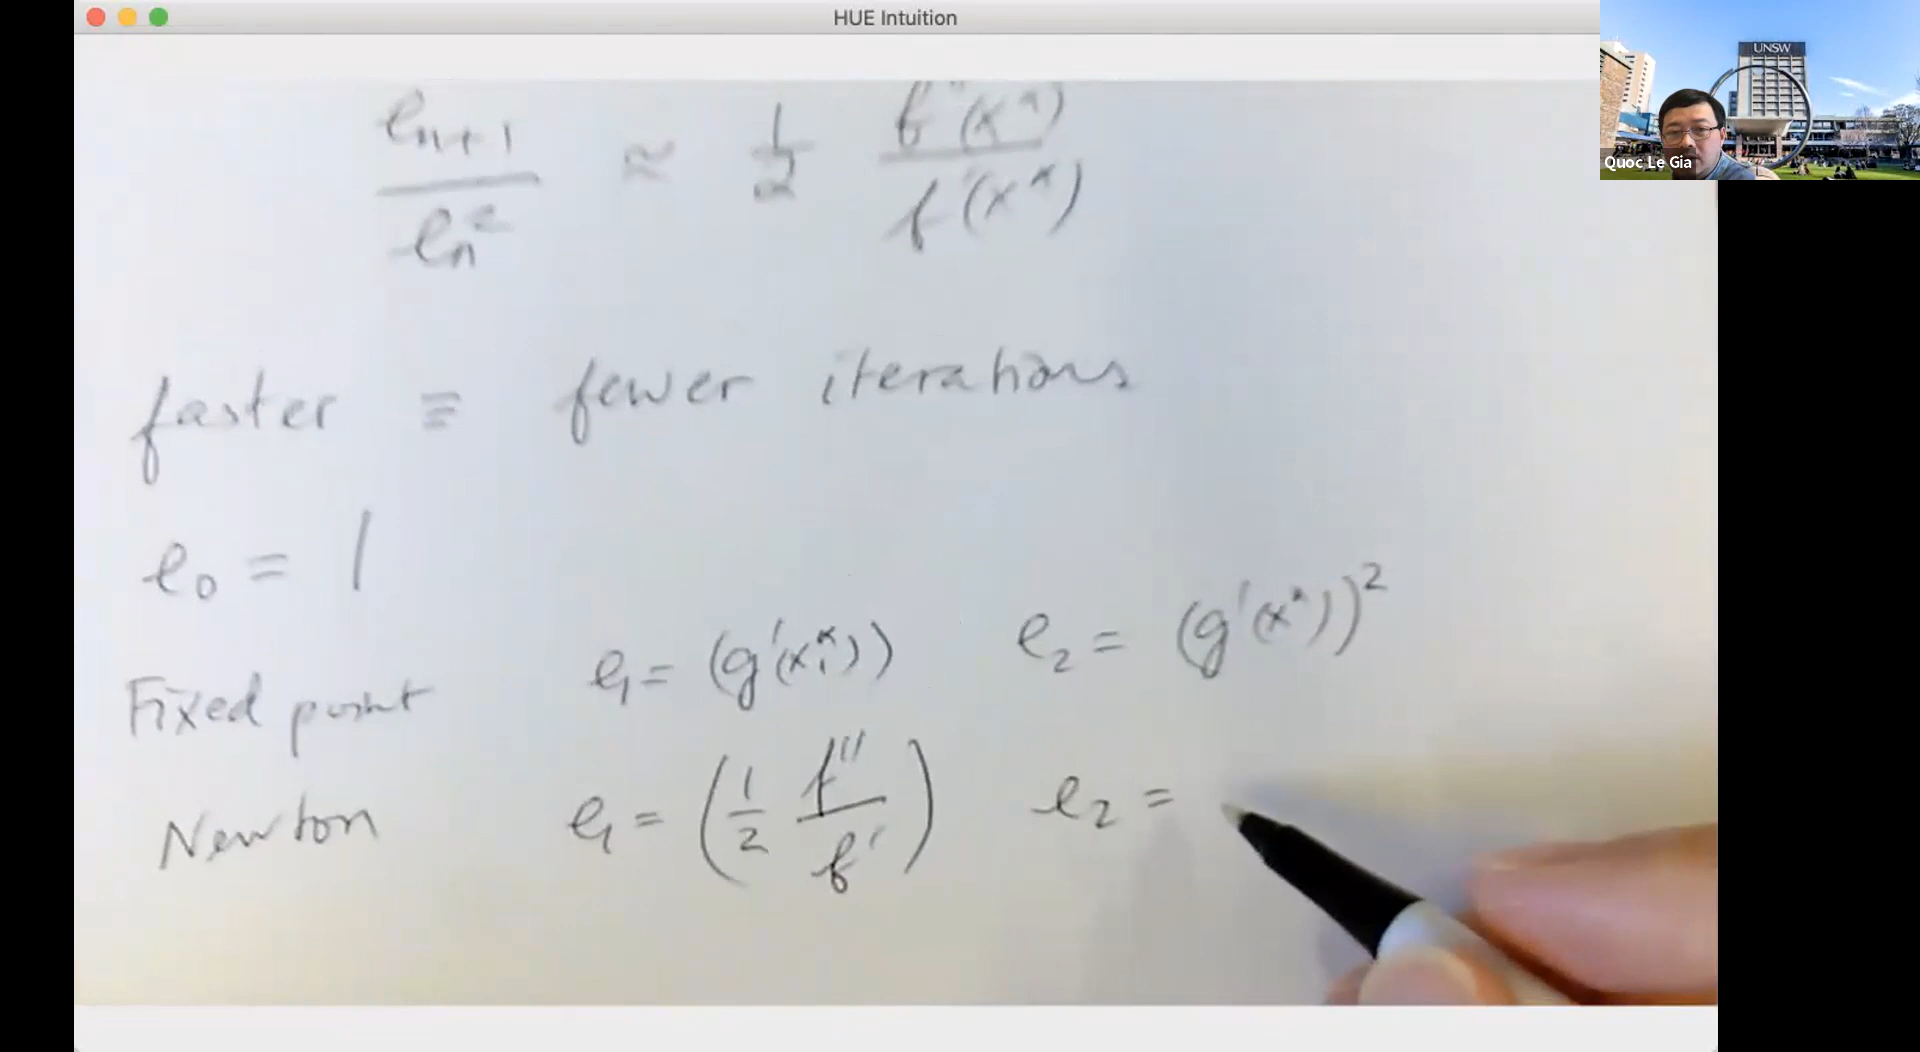 HUE Intuition
UNSW
Quoc Le Gia
e_{n+1} / e_n^2 ≈ 1/2 f''(x*) / f'(x*)
faster ≡ fewer iterations
e_0 = 1
Fixed point e_1 = (g'(x_1^*)) e_2 = (g'(x*))^2
Newton e_1 = (1/2 f''/f') e_2 =